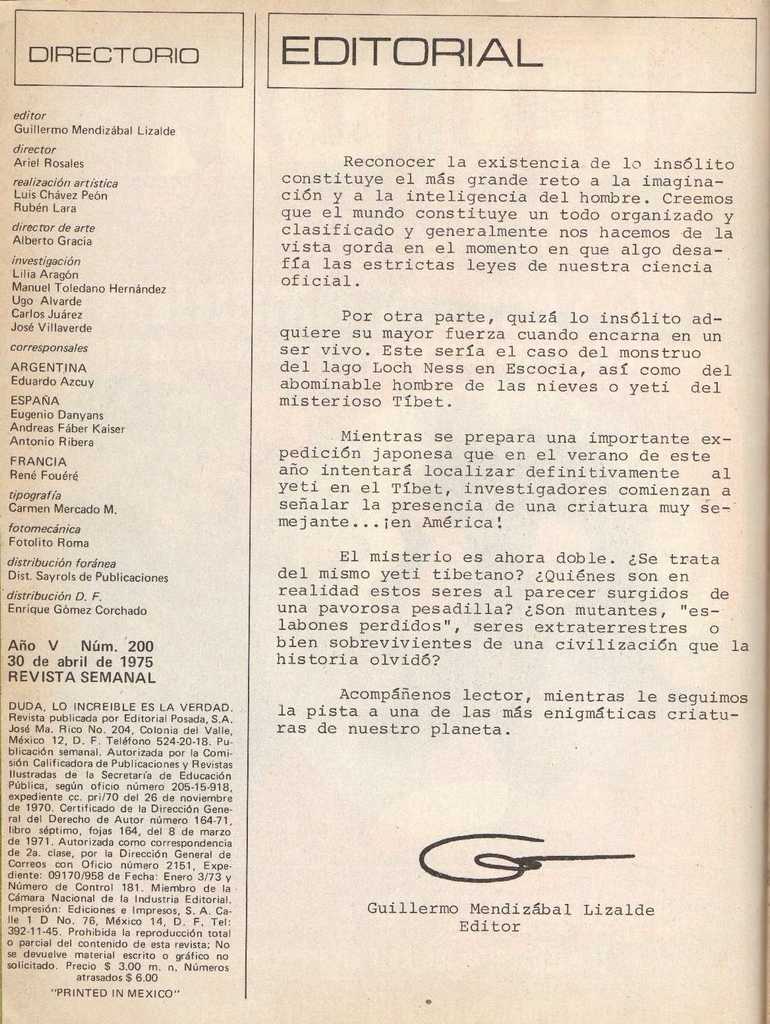 DIRECTORIO
editor
Guillermo Mendizábal Lizalde
director
Ariel Rosales
realización artística
Luis Chávez Peón
Rubén Lara
director de arte
Alberto Gracia
investigación
Lilia Aragón
Manuel Toledano Hernández
Ugo Alvarde
Carlos Juárez
José Villaverde
corresponsales
ARGENTINA
Eduardo Azcuy
ESPAÑA
Eugenio Danyans
Andreas Fáber Kaiser
Antonio Ribera
FRANCIA
René Fouéré
tipografía
Carmen Mercado M.
fotomecánica
Fotolito Roma
distribución foránea
Dist. Sayrols de Publicaciones
distribución D. F.
Enrique Gómez Corchado
Año V Núm. 200
30 de abril de 1975
REVISTA SEMANAL
DUDA, LO INCREIBLE ES LA VERDAD.
Revista publicada por Editorial Posada, S.A.
José Ma. Rico No. 204, Colonia del Valle,
México 12, D. F. Teléfono 524-20-18. Pu-
blicación semanal. Autorizada por la Comi-
sión Calificadora de Publicaciones y Revistas
Ilustradas de la Secretaría de Educación
Pública, según oficio número 205-15-918,
expediente cc. pri/70 del 26 de noviembre
de 1970. Certificado de la Dirección Gene-
ral del Derecho de Autor número 164-71,
libro séptimo, fojas 164, del 8 de marzo
de 1971. Autorizada como correspondencia
de 2a. clase, por la Dirección General de
Correos con Oficio número 2151, Expe-
diente: 09170/958 de Fecha: Enero 3/73 y
Número de Control 181. Miembro de la
Cámara Nacional de la Industria Editorial.
Impresión: Ediciones e Impresos, S. A. Ca-
lle 1 D No. 76, México 14, D. F. Tel:
392-11-45. Prohibida la reproducción total
o parcial del contenido de esta revista; No
se devuelve material escrito o gráfico no
solicitado. Precio $ 3.00 m. n. Números
atrasados $ 6.00
"PRINTED IN MEXICO"
EDITORIAL
Reconocer la existencia de lo insólito
constituye el más grande reto a la imagina-
ción y a la inteligencia del hombre. Creemos
que el mundo constituye un todo organizado y
clasificado y generalmente nos hacemos de la
vista gorda en el momento en que algo desa-
fía las estrictas leyes de nuestra ciencia
oficial.
Por otra parte, quizá lo insólito ad-
quiere su mayor fuerza cuando encarna en un
ser vivo. Este sería el caso del monstruo
del lago Loch Ness en Escocia, así como del
abominable hombre de las nieves o yeti del
misterioso Tíbet.
Mientras se prepara una importante ex-
pedición japonesa que en el verano de este
año intentará localizar definitivamente al
yeti en el Tíbet, investigadores comienzan a
señalar la presencia de una criatura muy se-
mejante...¡en América!
El misterio es ahora doble. ¿Se trata
del mismo yeti tibetano? ¿Quiénes son en
realidad estos seres al parecer surgidos de
una pavorosa pesadilla? ¿Son mutantes, "es-
labones perdidos", seres extraterrestres o
bien sobrevivientes de una civilización que la
historia olvidó?
Acompáñenos lector, mientras le seguimos
la pista a una de las más enigmáticas criatu-
ras de nuestro planeta.
Guillermo Mendizábal Lizalde
Editor